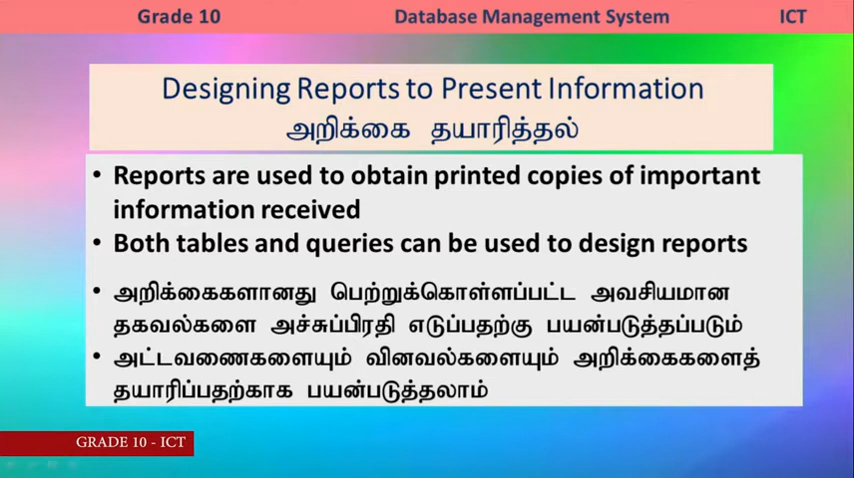 Grade 10 Database Management System ICT
Designing Reports to Present Information
அறிக்கை தயாரித்தல்
• Reports are used to obtain printed copies of important
information received
• Both tables and queries can be used to design reports
• அறிக்கைகளானது பெற்றுக்கொள்ளப்பட்ட அவசியமான
தகவல்களை அச்சுப்பிரதி எடுப்பதற்கு பயன்படுத்தப்படும்
• அட்டவணைகளையும் வினவல்களையும் அறிக்கைகளைத்
தயாரிப்பதற்காக பயன்படுத்தலாம்
GRADE 10 - ICT